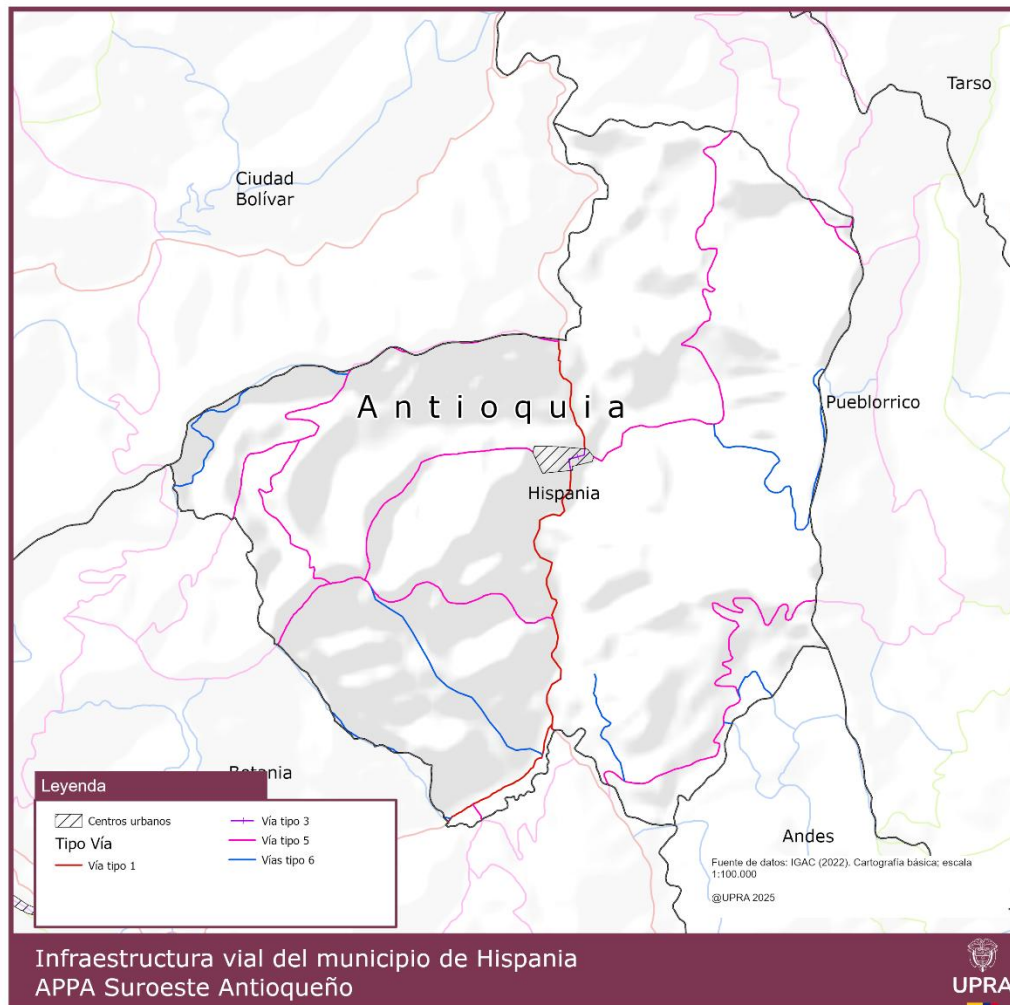 Tarso
Ciudad
Bolívar
Antioquia
Pueblorrico
Hispania
Betania
Andes
Leyenda
Centros urbanos
Tipo Vía
Vía tipo 1
Vía tipo 3
Vía tipo 5
Vías tipo 6
Fuente de datos: IGAC (2022). Cartografía básica; escala
1:100.000
@UPRA 2025
Infraestructura vial del municipio de Hispania
APPA Suroeste Antioqueño
UPRA